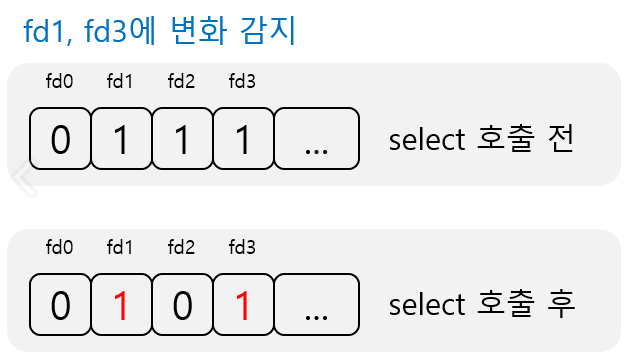 fd1, fd3에 변화 감지
fd0 fd1 fd2 fd3
0 1 1 1 ... select 호출 전
fd0 fd1 fd2 fd3
0 1 0 1 ... select 호출 후